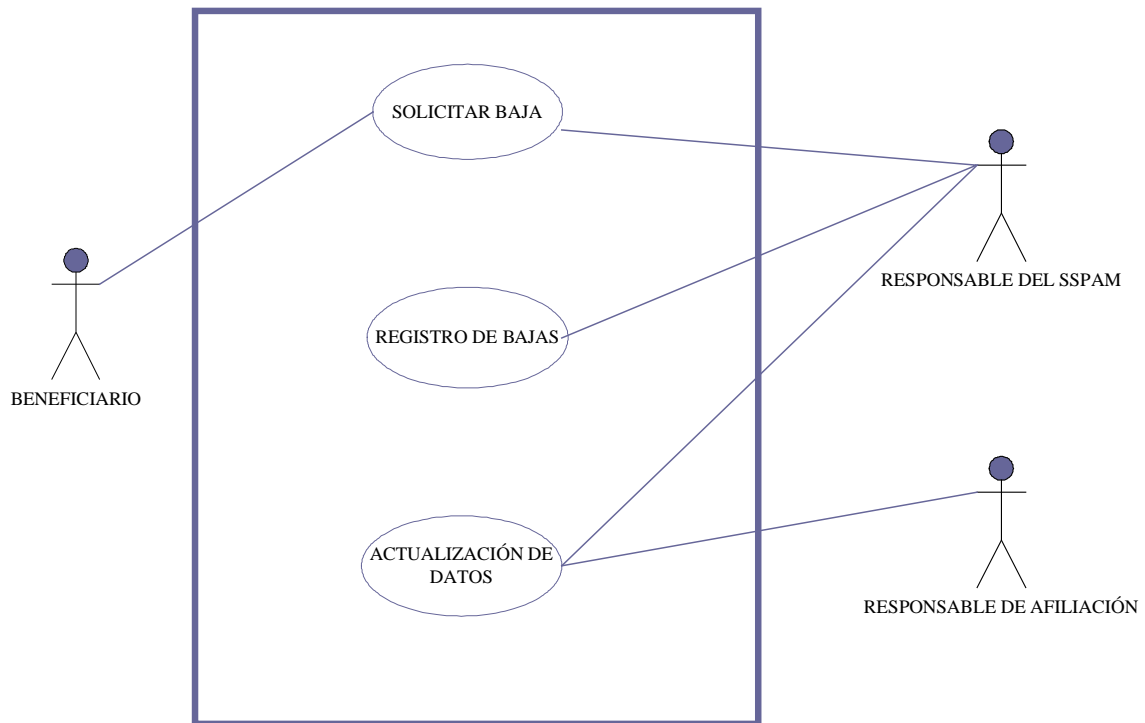 SOLICITAR BAJA
RESPONSABLE DEL SSPAM
REGISTRO DE BAJAS
BENEFICIARIO
ACTUALIZACIÓN DE
DATOS
RESPONSABLE DE AFILIACIÓN